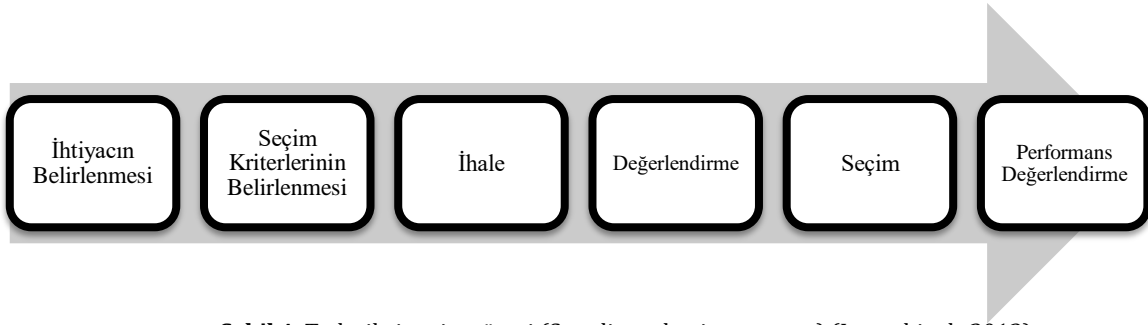 İhtiyacın
Belirlenmesi
Seçim
Kriterlerinin
Belirlenmesi
İhale
Değerlendirme
Seçim
Performans
Değerlendirme